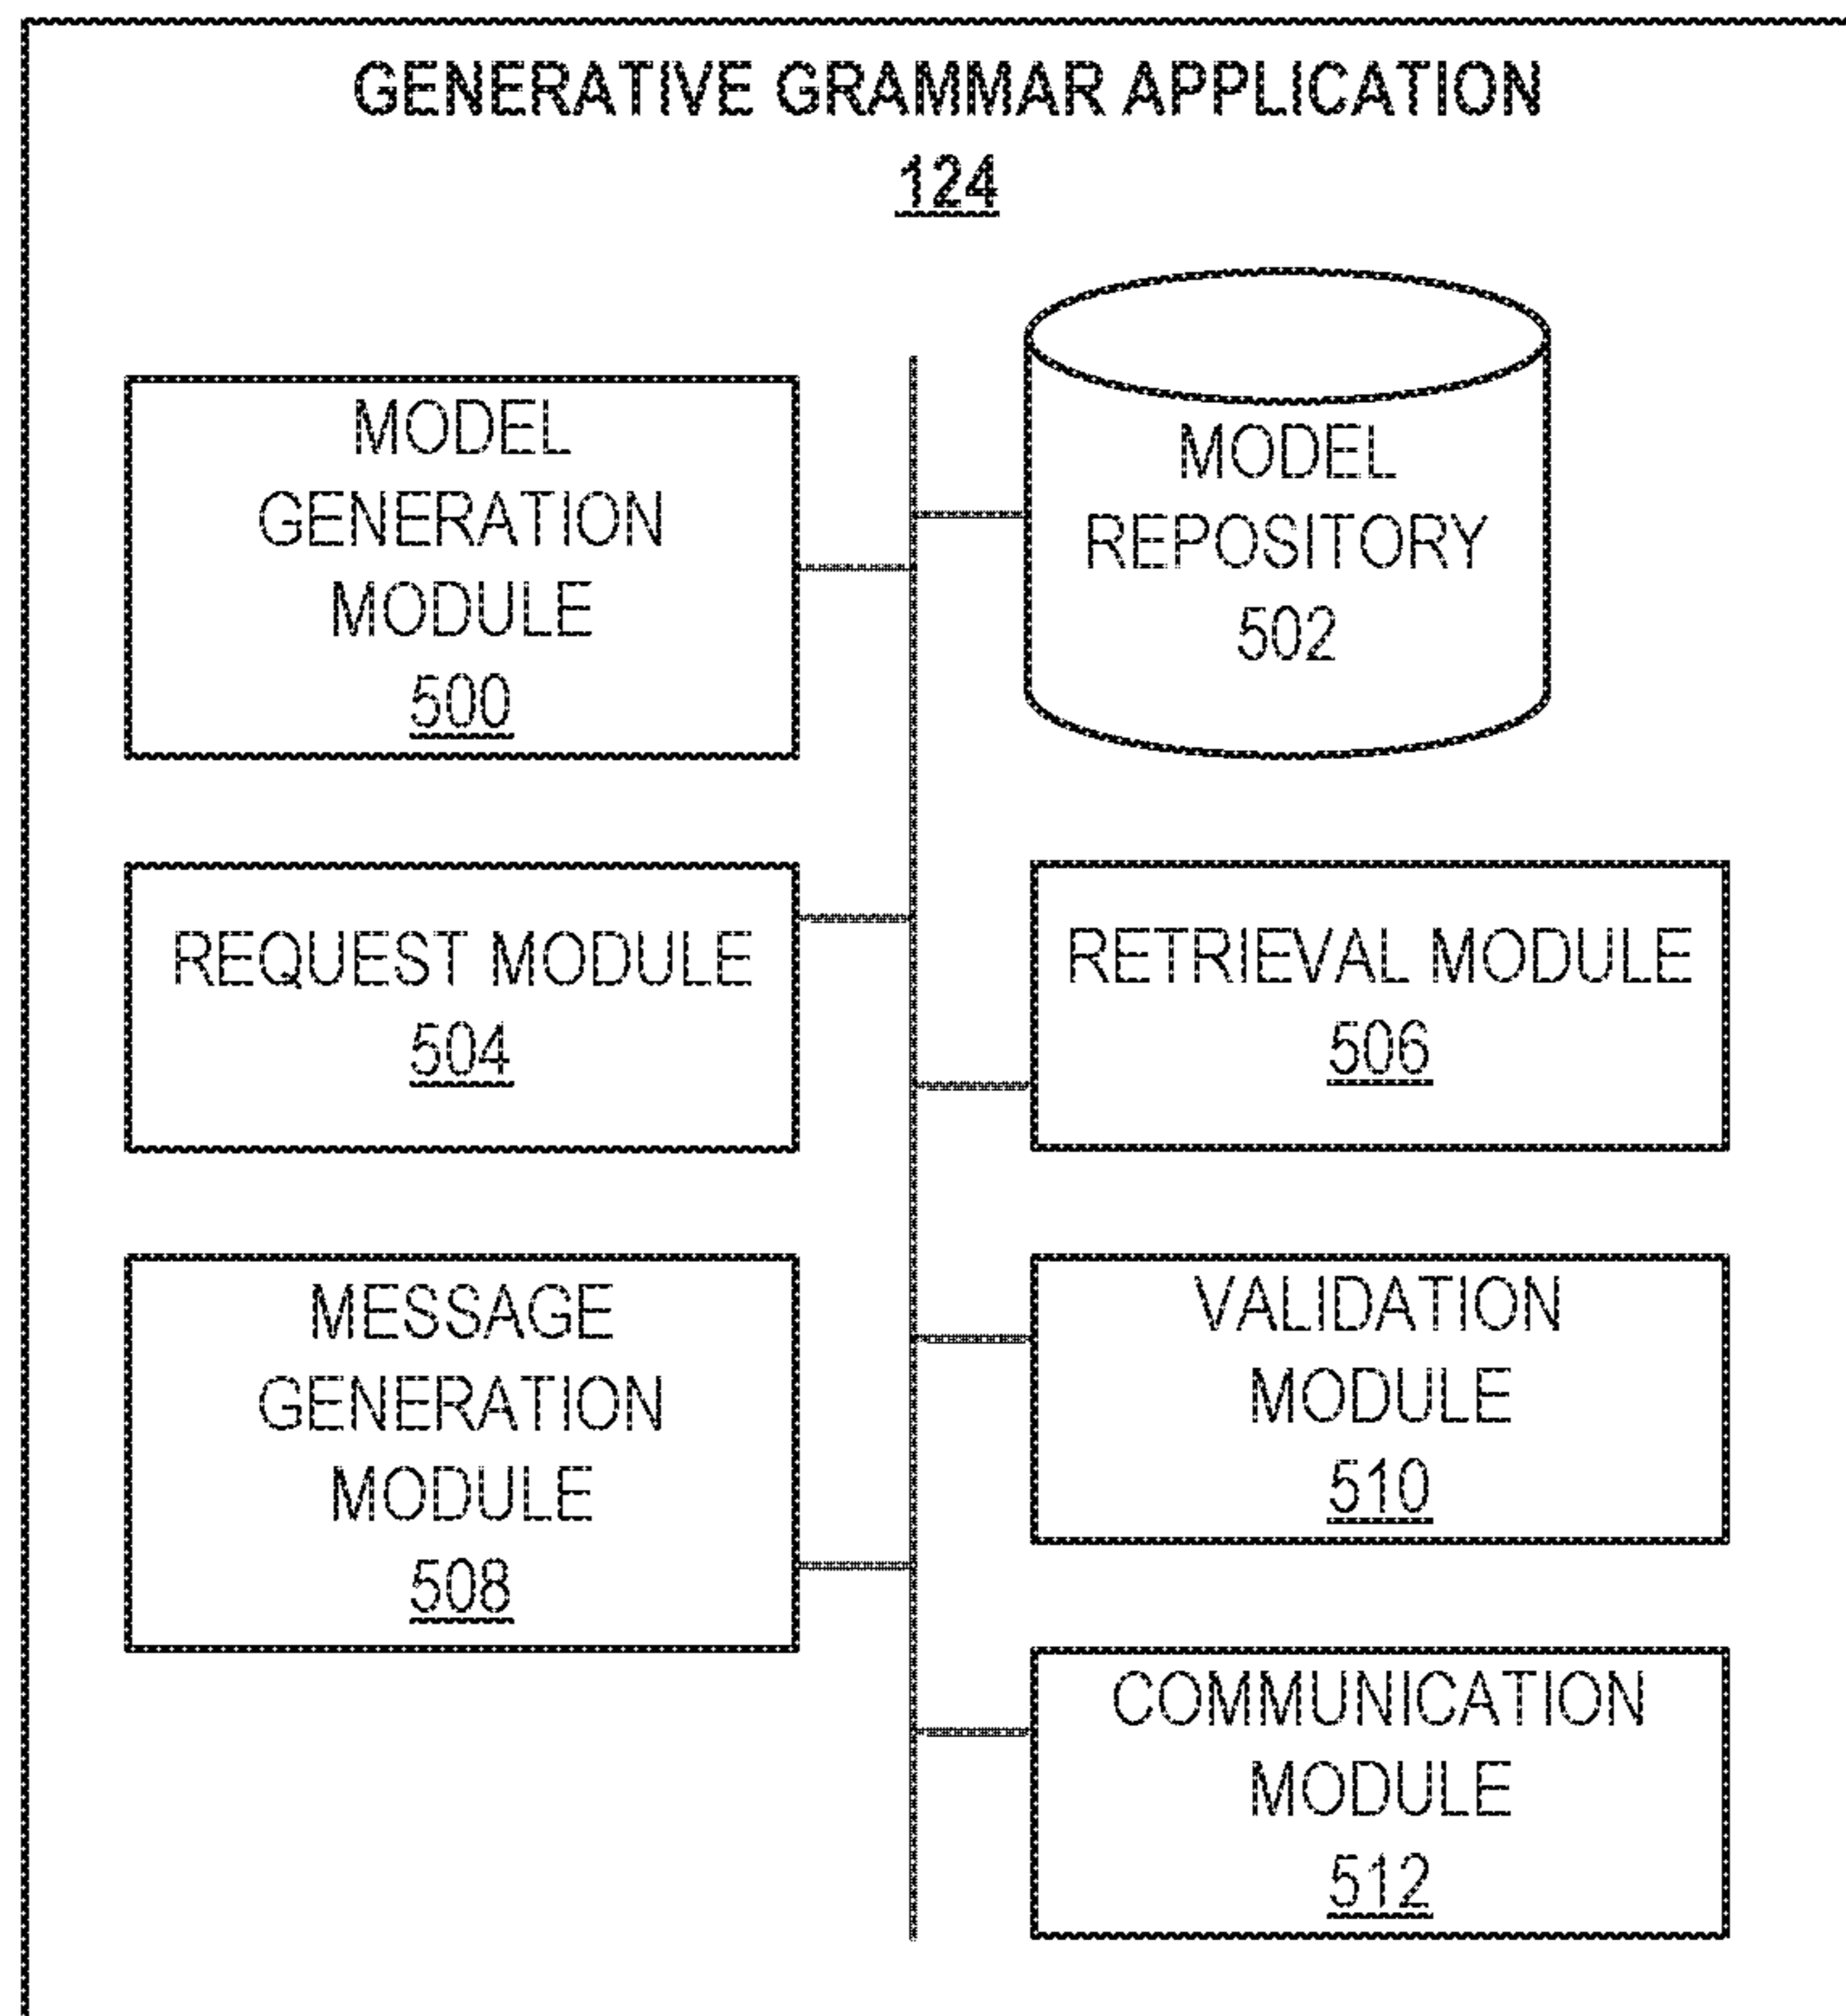 GENERATIVE GRAMMAR APPLICATION
124
MODEL
GENERATION
MODULE
500
MODEL
REPOSITORY
502
REQUEST MODULE
504
RETRIEVAL MODULE
506
MESSAGE
GENERATION
MODULE
508
VALIDATION
MODULE
510
COMMUNICATION
MODULE
512